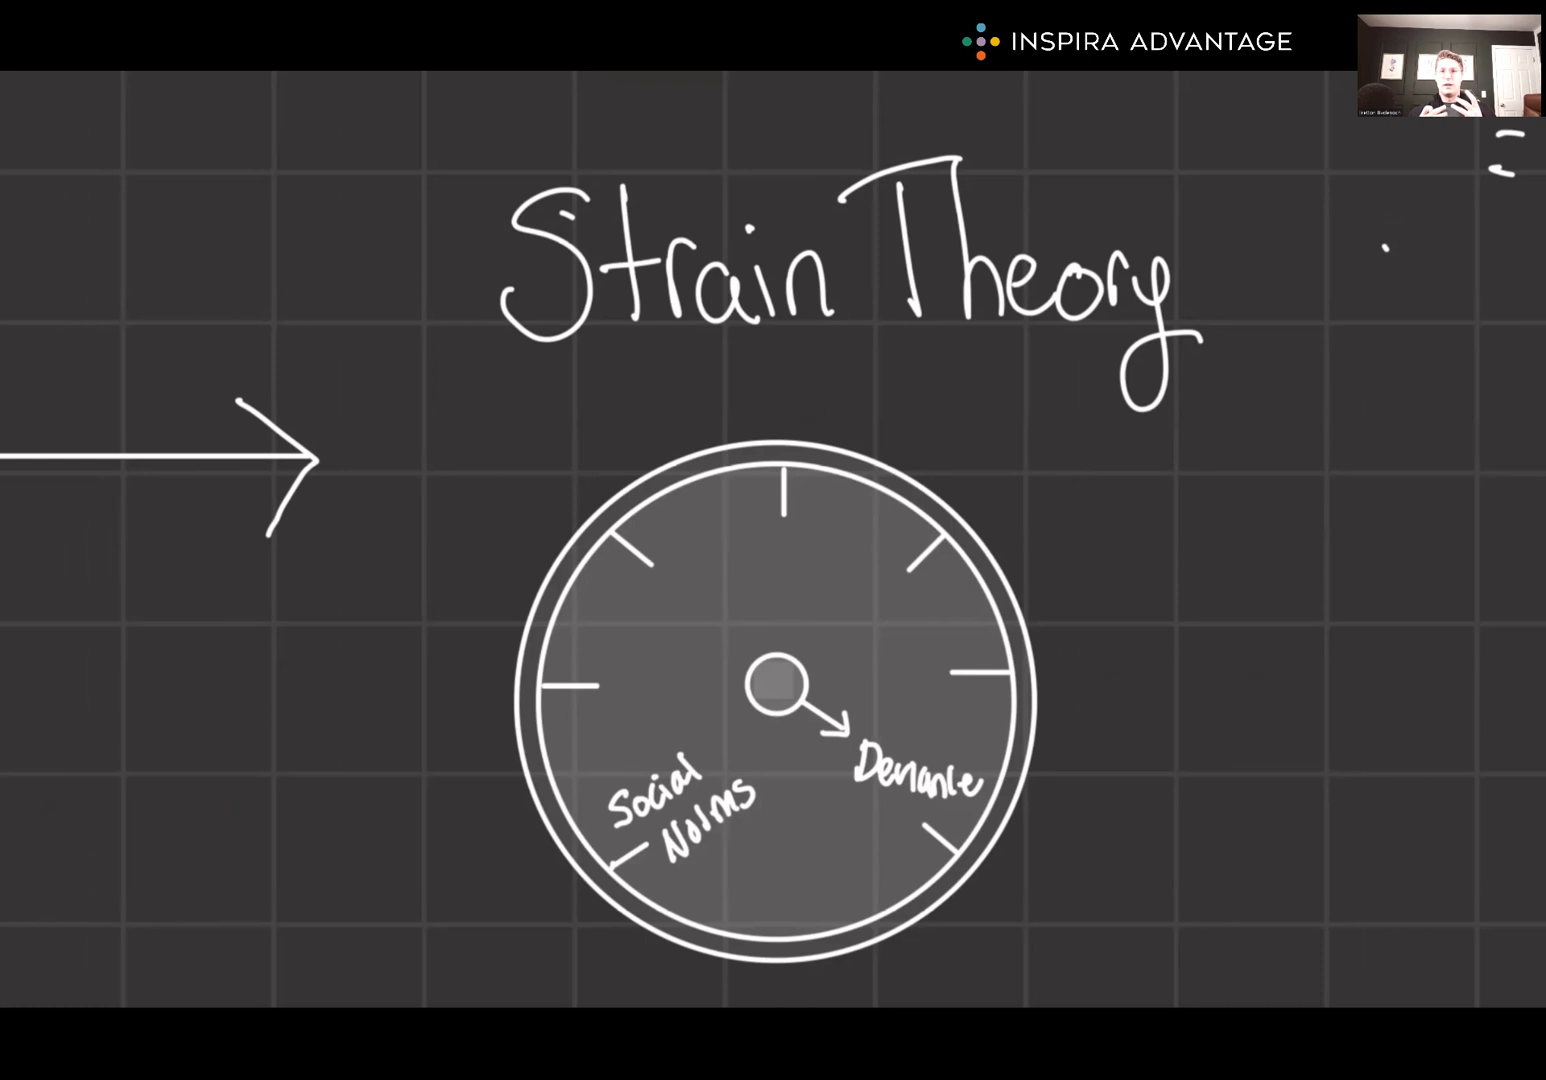 INSPIRA ADVANTAGE
Strain Theory
Social
Norms
Deviance